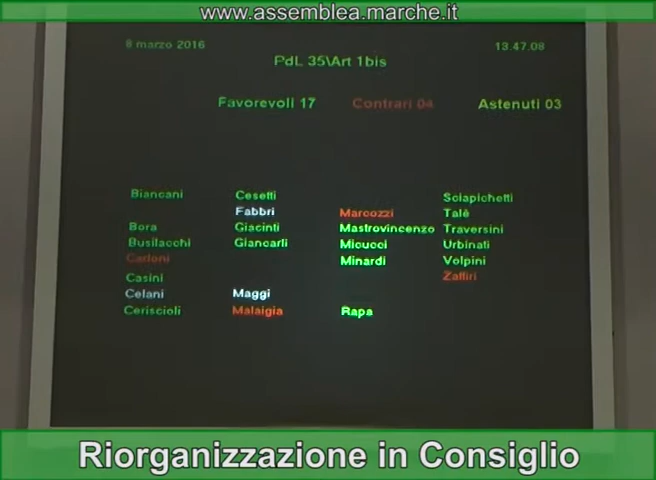 www.assemblea.marche.it
8 marzo 2016 13.47.08
PdL 35\Art 1bis
Favorevoli 17 Contrari 04 Astenuti 03
Biancani Cesetti Sciapichetti
Fabbri Marcozzi Talè
Bora Giacinti Mastrovincenzo Traversini
Busilacchi Giancarli Micucci Urbinati
Carloni Minardi Volpini
Casini Zaffiri
Celani Maggi
Ceriscioli Malaigia Rapa
Riorganizzazione in Consiglio